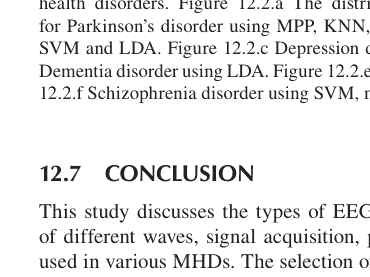 health disorders. Figure 12.2.a The distri
for Parkinson's disorder using MPP, KNN,
SVM and LDA. Figure 12.2.c Depression d
Dementia disorder using LDA. Figure 12.2.e
12.2.f Schizophrenia disorder using SVM,
12.7 CONCLUSION
This study discusses the types of EEG
of different waves, signal acquisition,
used in various MHDs. The selection o